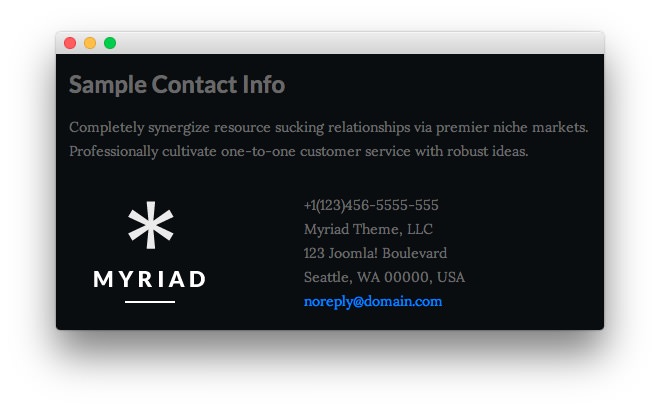 Sample Contact Info
Completely synergize resource sucking relationships via premier niche markets.
Professionally cultivate one-to-one customer service with robust ideas.
MYRIAD
+1(123)456-5555-555
Myriad Theme, LLC
123 Joomla! Boulevard
Seattle, WA 00000, USA
noreply@domain.com